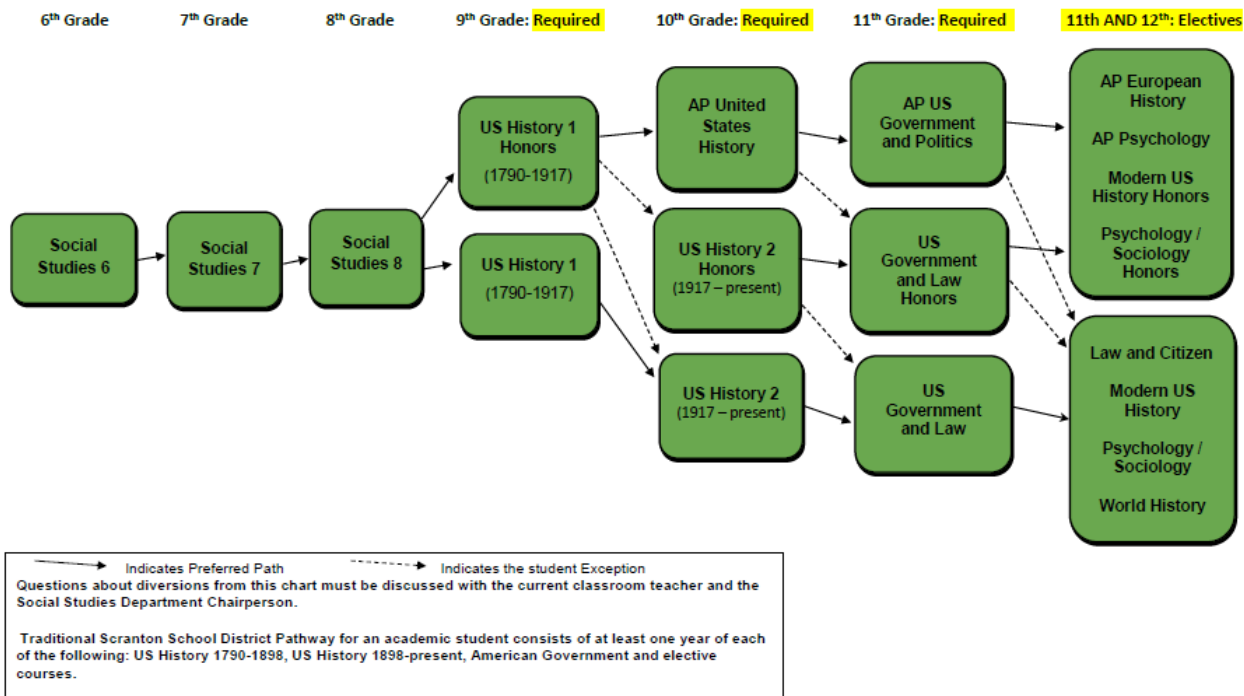 6th Grade
7th Grade
8th Grade
9th Grade: Required
10th Grade: Required
11th Grade: Required
11th AND 12th: Electives
Social
Studies 6
Social
Studies 7
Social
Studies 8
US History 1
Honors
(1790-1917)
US History 1
(1790-1917)
AP United
States
History
US History 2
Honors
(1917 – present)
US History 2
(1917 – present)
AP US
Government
and Politics
US
Government
and Law
Honors
US
Government
and Law
AP European
History
AP Psychology
Modern US
History Honors
Psychology /
Sociology
Honors
Law and Citizen
Modern US
History
Psychology /
Sociology
World History
Indicates Preferred Path
Indicates the student Exception
Questions about diversions from this chart must be discussed with the current classroom teacher and the
Social Studies Department Chairperson.
Traditional Scranton School District Pathway for an academic student consists of at least one year of each
of the following: US History 1790-1898, US History 1898-present, American Government and elective
courses.